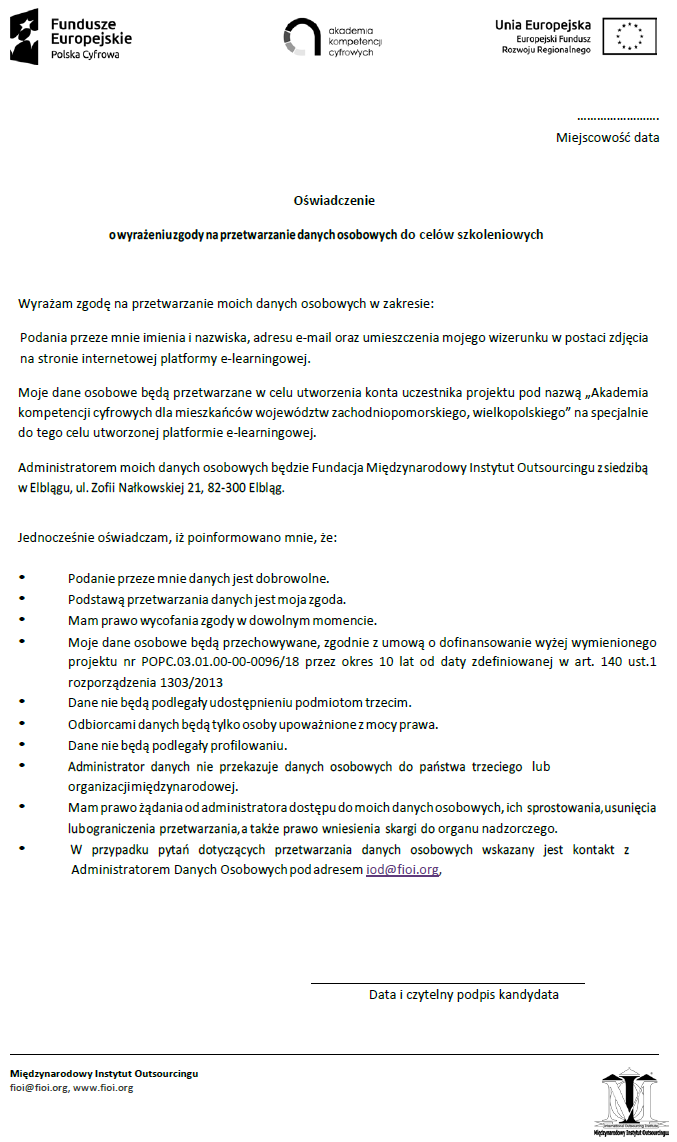 Fundusze
Europejskie
Polska Cyfrowa
akademia
kompetencji
cyfrowych
Unia Europejska
Europejski Fundusz
Rozwoju Regionalnego
…………………….
Miejscowość data
Oświadczenie
o wyrażeniu zgody na przetwarzanie danych osobowych do celów szkoleniowych
Wyrażam zgodę na przetwarzanie moich danych osobowych w zakresie:
Podania przeze mnie imienia i nazwiska, adresu e-mail oraz umieszczenia mojego wizerunku w postaci zdjęcia
na stronie internetowej platformy e-learningowej.
Moje dane osobowe będą przetwarzane w celu utworzenia konta uczestnika projektu pod nazwą „Akademia
kompetencji cyfrowych dla mieszkańców województw zachodniopomorskiego, wielkopolskiego” na specjalnie
do tego celu utworzonej platformie e-learningowej.
Administratorem moich danych osobowych będzie Fundacja Międzynarodowy Instytut Outsourcingu z siedzibą
w Elblągu, ul. Zofii Nałkowskiej 21, 82-300 Elbląg.
Jednocześnie oświadczam, iż poinformowano mnie, że:
• Podanie przeze mnie danych jest dobrowolne.
• Podstawą przetwarzania danych jest moja zgoda.
• Mam prawo wycofania zgody w dowolnym momencie.
• Moje dane osobowe będą przechowywane, zgodnie z umową o dofinansowanie wyżej wymienionego
projektu nr POPC.03.01.00-00-0096/18 przez okres 10 lat od daty zdefiniowanej w art. 140 ust.1
rozporządzenia 1303/2013
• Dane nie będą podlegały udostępnieniu podmiotom trzecim.
• Odbiorcami danych będą tylko osoby upoważnione z mocy prawa.
• Dane nie będą podlegały profilowaniu.
• Administrator danych nie przekazuje danych osobowych do państwa trzeciego lub
organizacji międzynarodowej.
• Mam prawo żądania od administratora dostępu do moich danych osobowych, ich sprostowania, usunięcia
lub ograniczenia przetwarzania, a także prawo wniesienia skargi do organu nadzorczego.
• W przypadku pytań dotyczących przetwarzania danych osobowych wskazany jest kontakt z
Administratorem Danych Osobowych pod adresem iod@fioi.org,
Data i czytelny podpis kandydata
Międzynarodowy Instytut Outsourcingu
fioi@fioi.org, www.fioi.org
International Outsourcing Institute
Międzynarodowy Instytut Outsourcingu